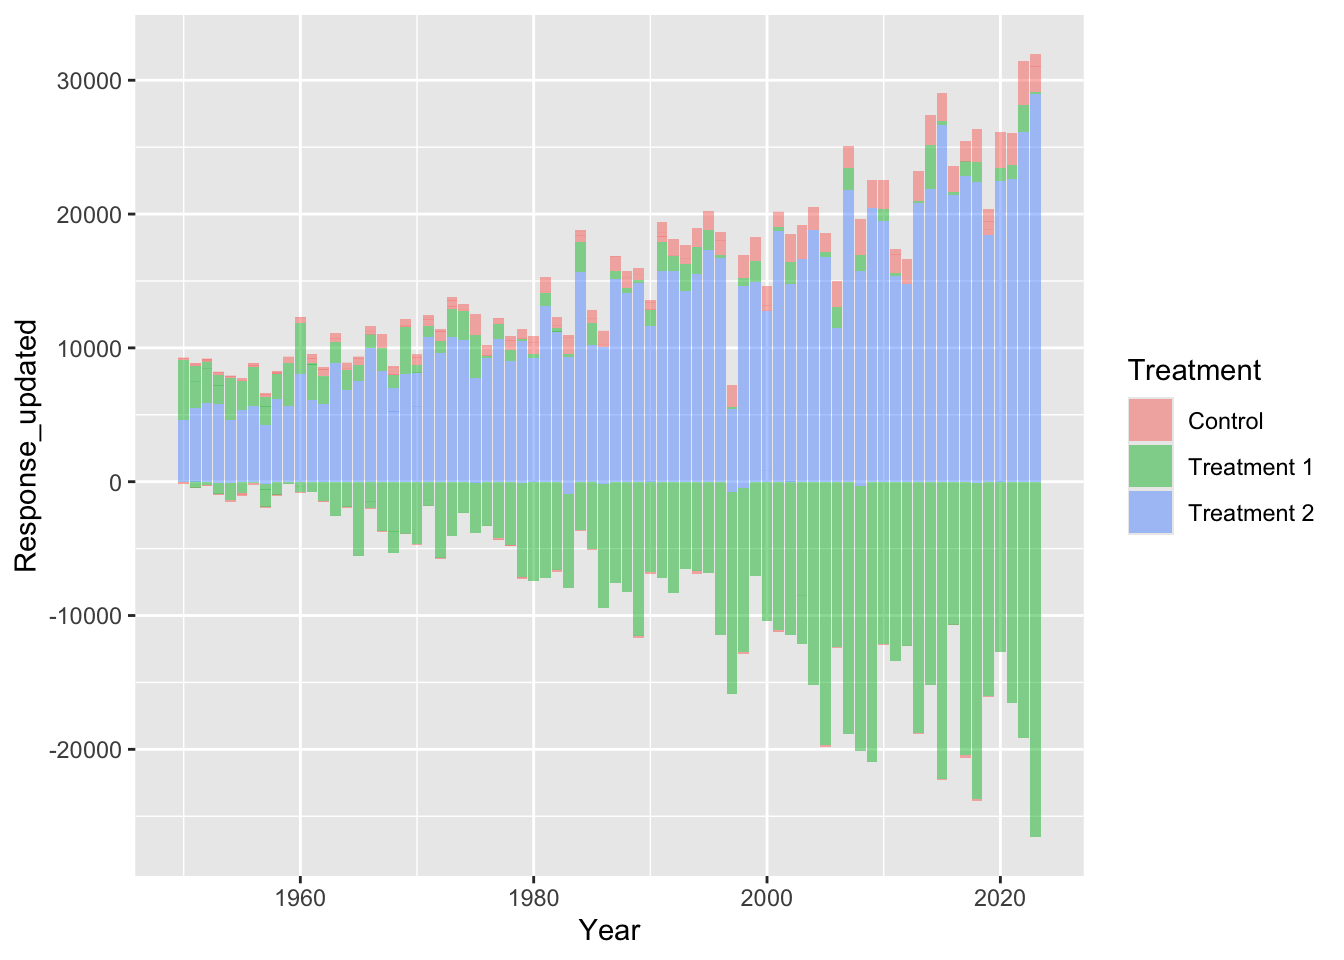 30000
20000
10000
0
-10000
-20000
Response_updated
1960 1980 2000 2020
Year
Treatment
Control
Treatment 1
Treatment 2